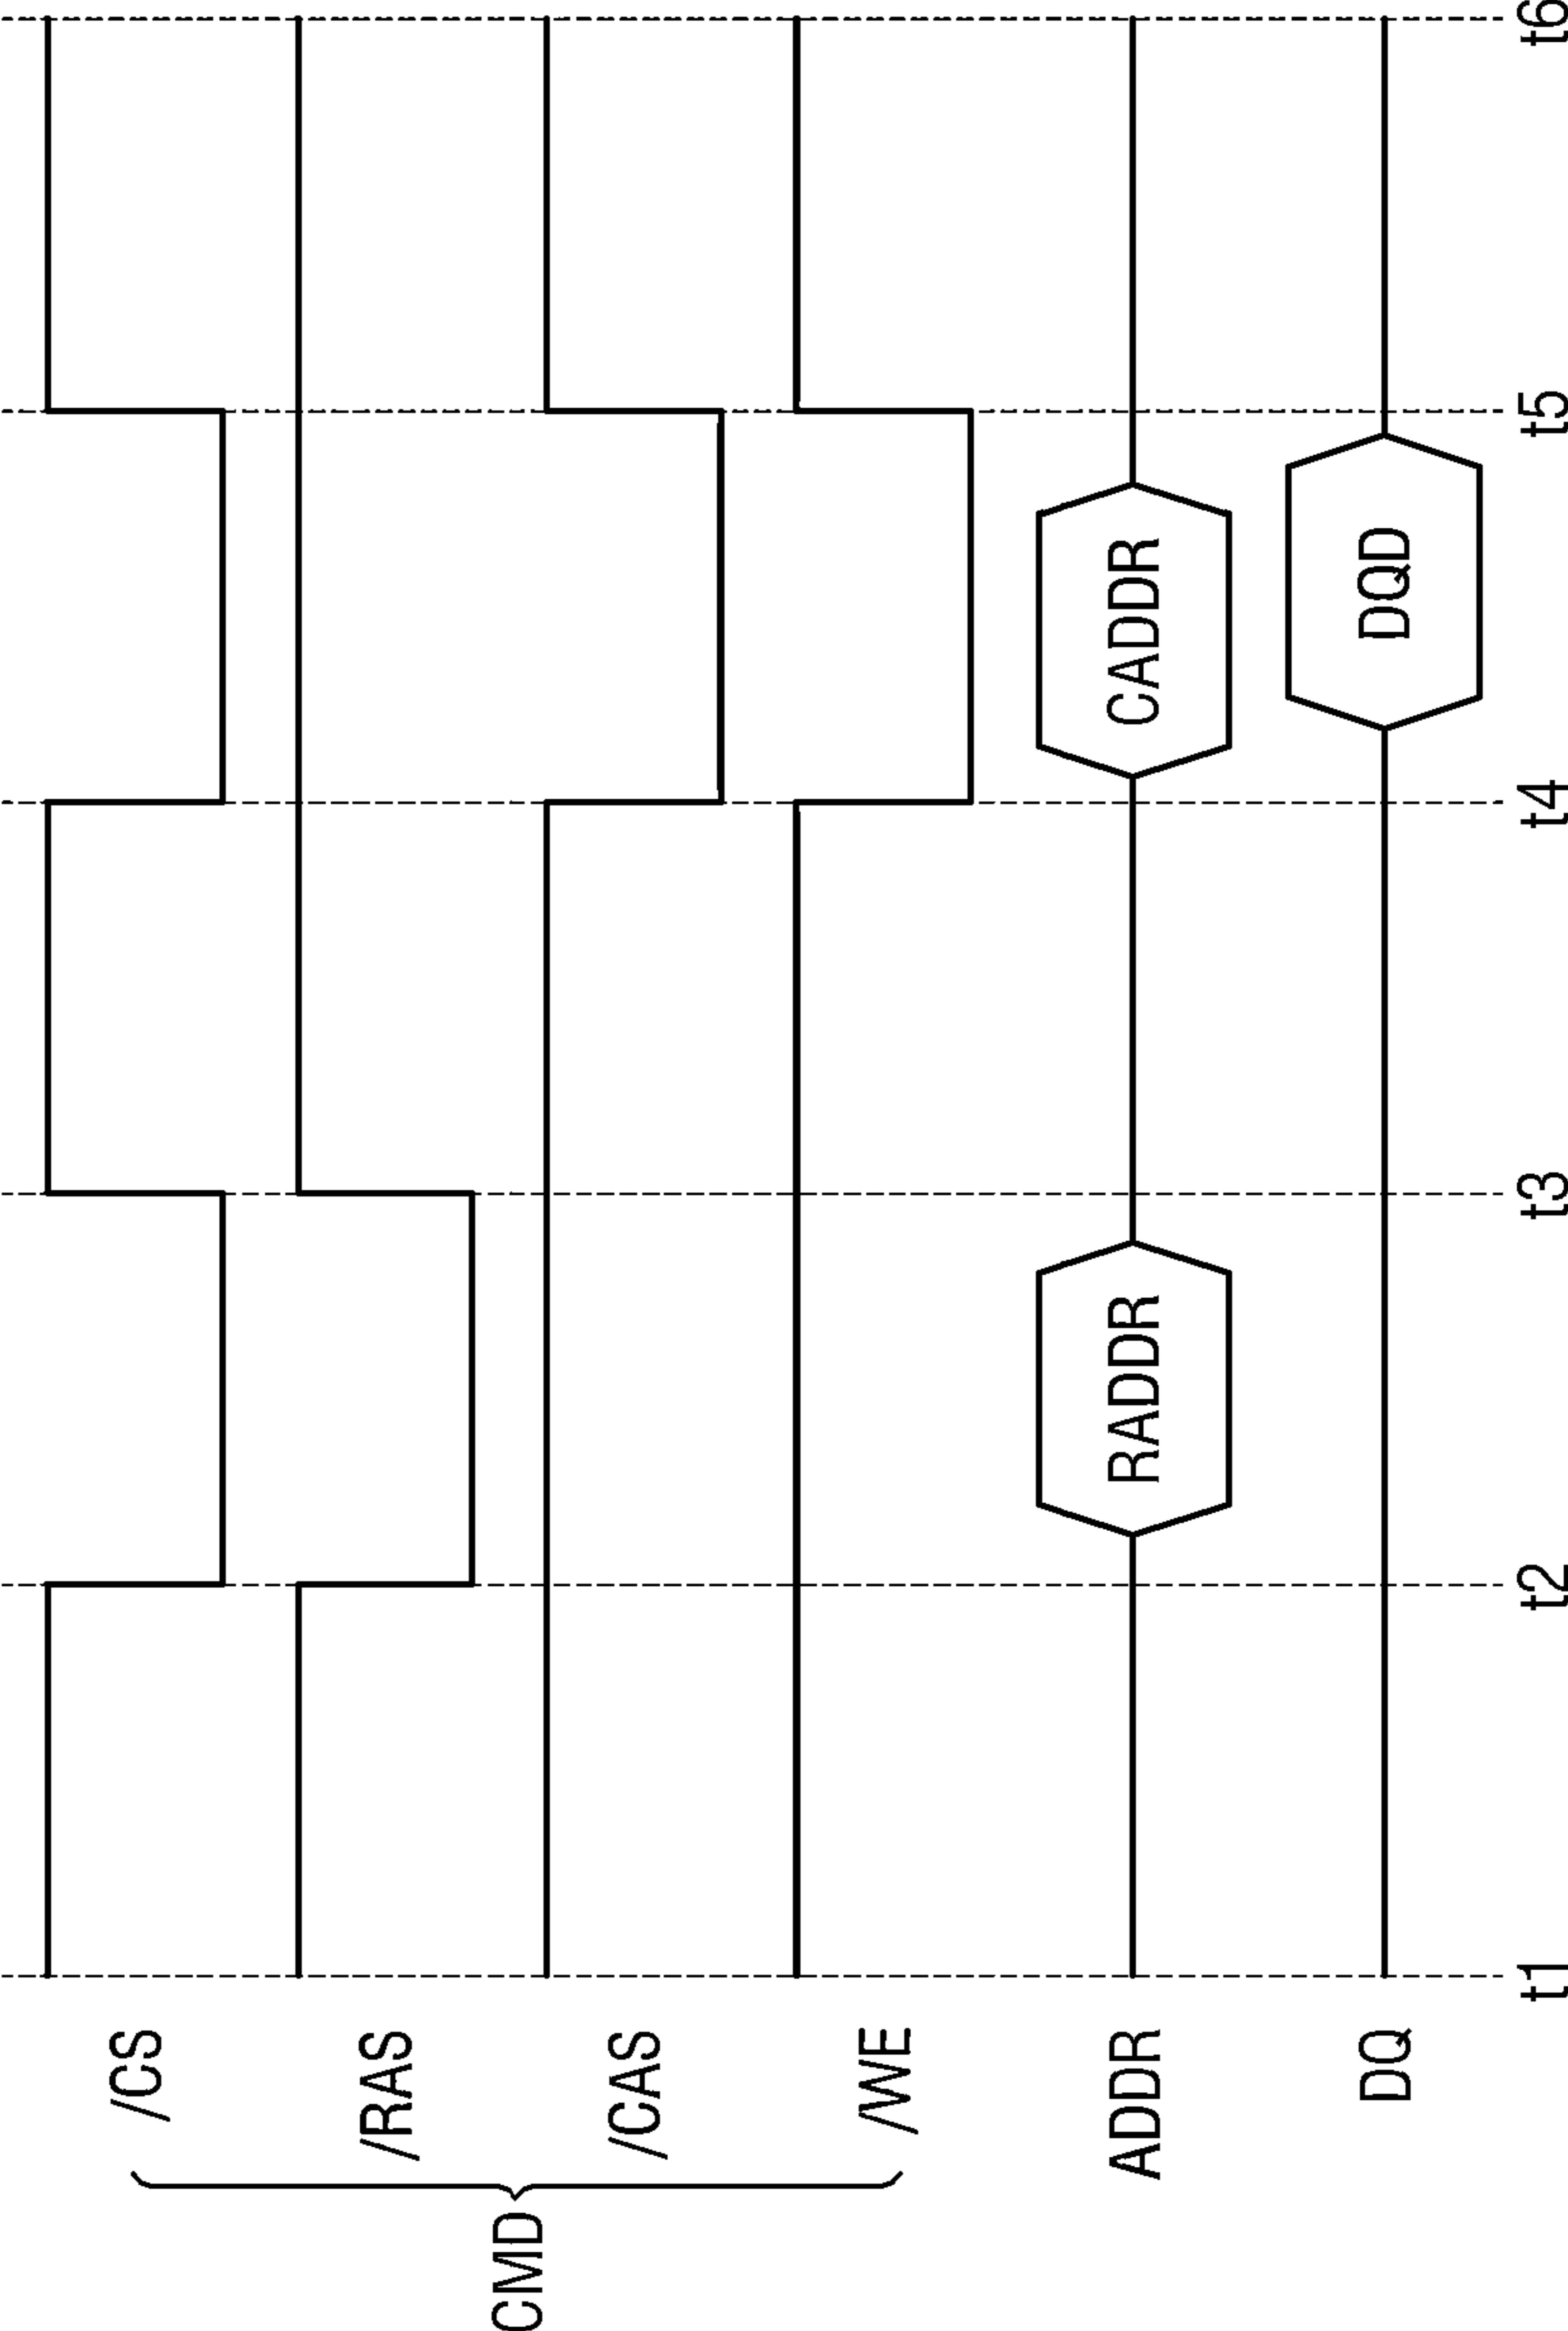 /CS
/RAS
CMD
/CAS
/WE
ADDR RADDR CADDR
DQ DQD
t1 t2 t3 t4 t5 t6